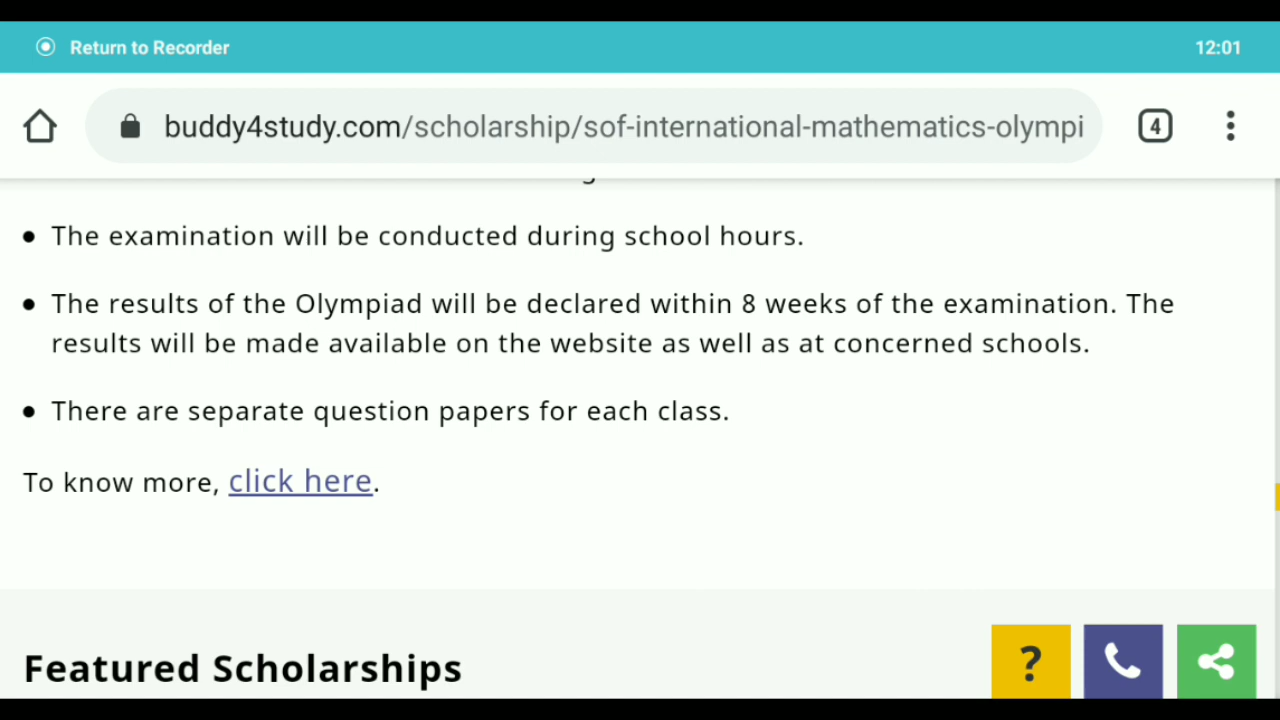 Return to Recorder
12:01
buddy4study.com/scholarship/sof-international-mathematics-olympi
4
• The examination will be conducted during school hours.
• The results of the Olympiad will be declared within 8 weeks of the examination. The
results will be made available on the website as well as at concerned schools.
• There are separate question papers for each class.
To know more, click here.
Featured Scholarships
?